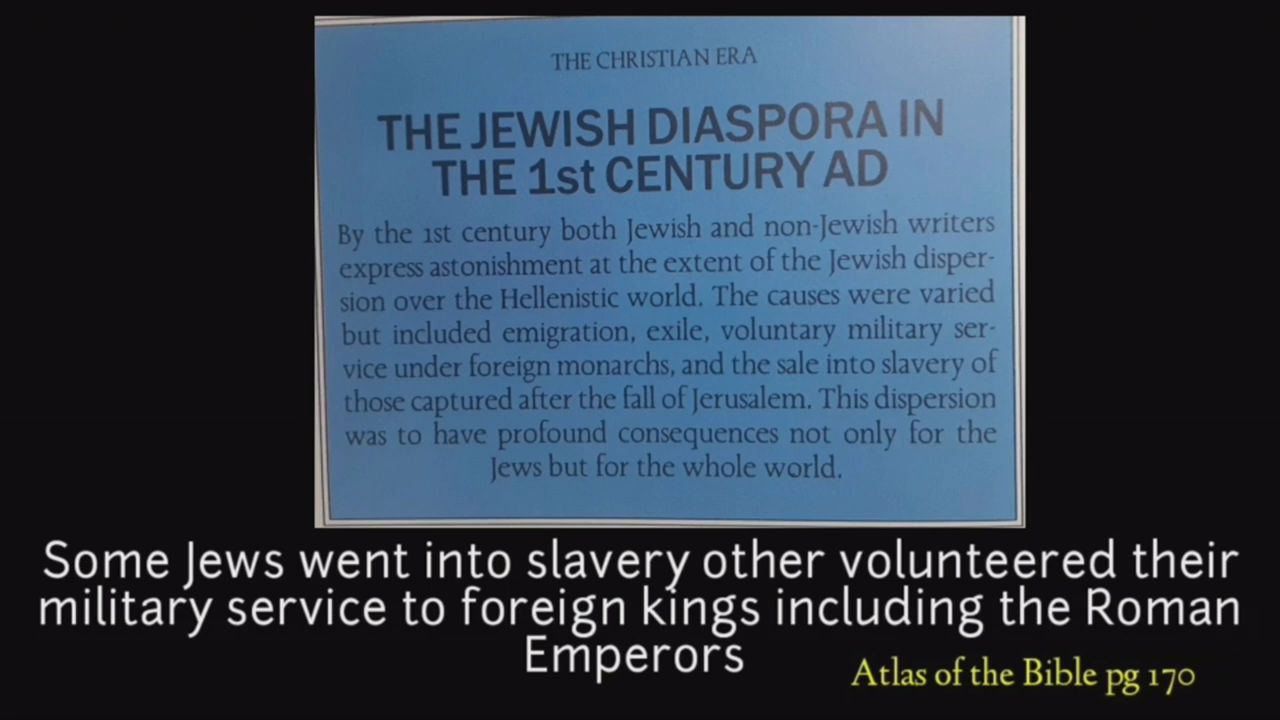 THE CHRISTIAN ERA
THE JEWISH DIASPORA IN
THE 1st CENTURY AD
By the 1st century both Jewish and non-Jewish writers
express astonishment at the extent of the Jewish disper-
sion over the Hellenistic world. The causes were varied
but included emigration, exile, voluntary military ser-
vice under foreign monarchs, and the sale into slavery of
those captured after the fall of Jerusalem. This dispersion
was to have profound consequences not only for the
Jews but for the whole world.
Some Jews went into slavery other volunteered their
military service to foreign kings including the Roman
Emperors
Atlas of the Bible pg 170